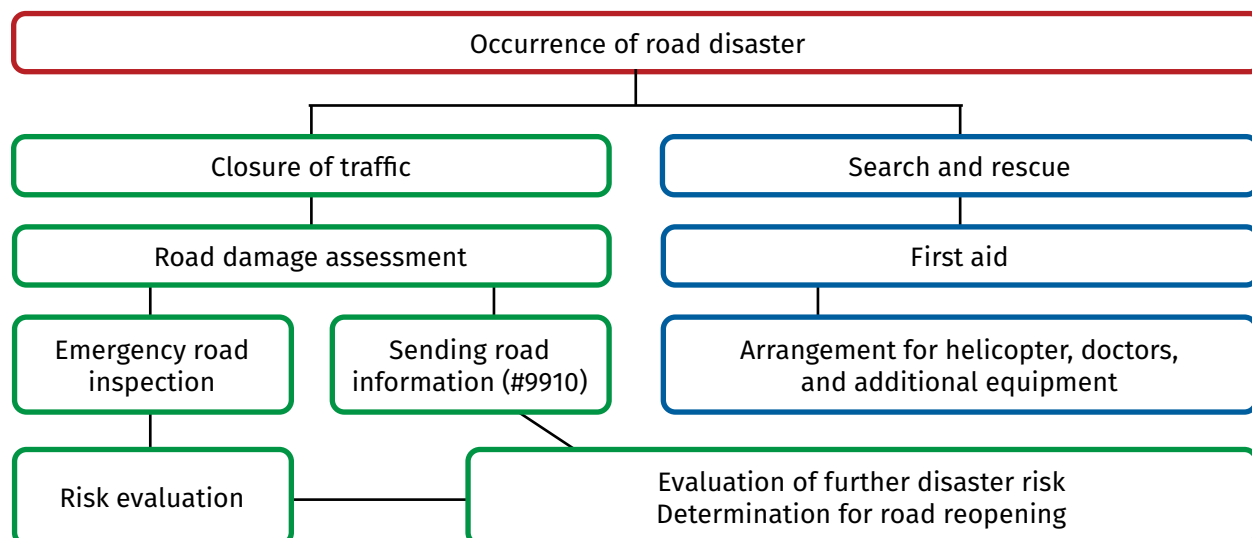 Occurrence of road disaster
Closure of traffic
Search and rescue
Road damage assessment
First aid
Emergency road
inspection
Sending road
information (#9910)
Arrangement for helicopter, doctors,
and additional equipment
Risk evaluation
Evaluation of further disaster risk
Determination for road reopening